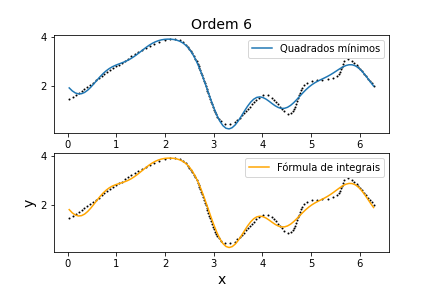 Ordem 6
4
2
Quadrados mínimos
0 1 2 3 4 5 6
4
2
Fórmula de integrais
y
0 1 2 3 4 5 6
x